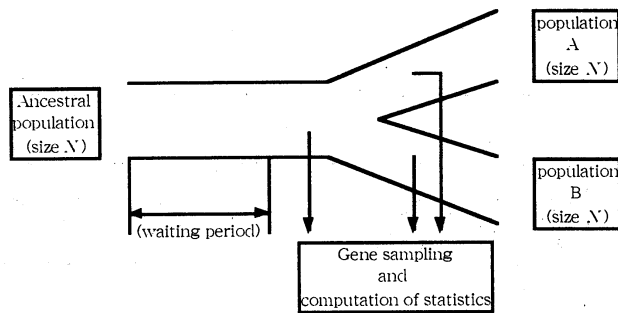 Ancestral
population
(size N)
population
A
(size N)
population
B
(size N)
(waiting period)
Gene sampling
and
computation of statistics